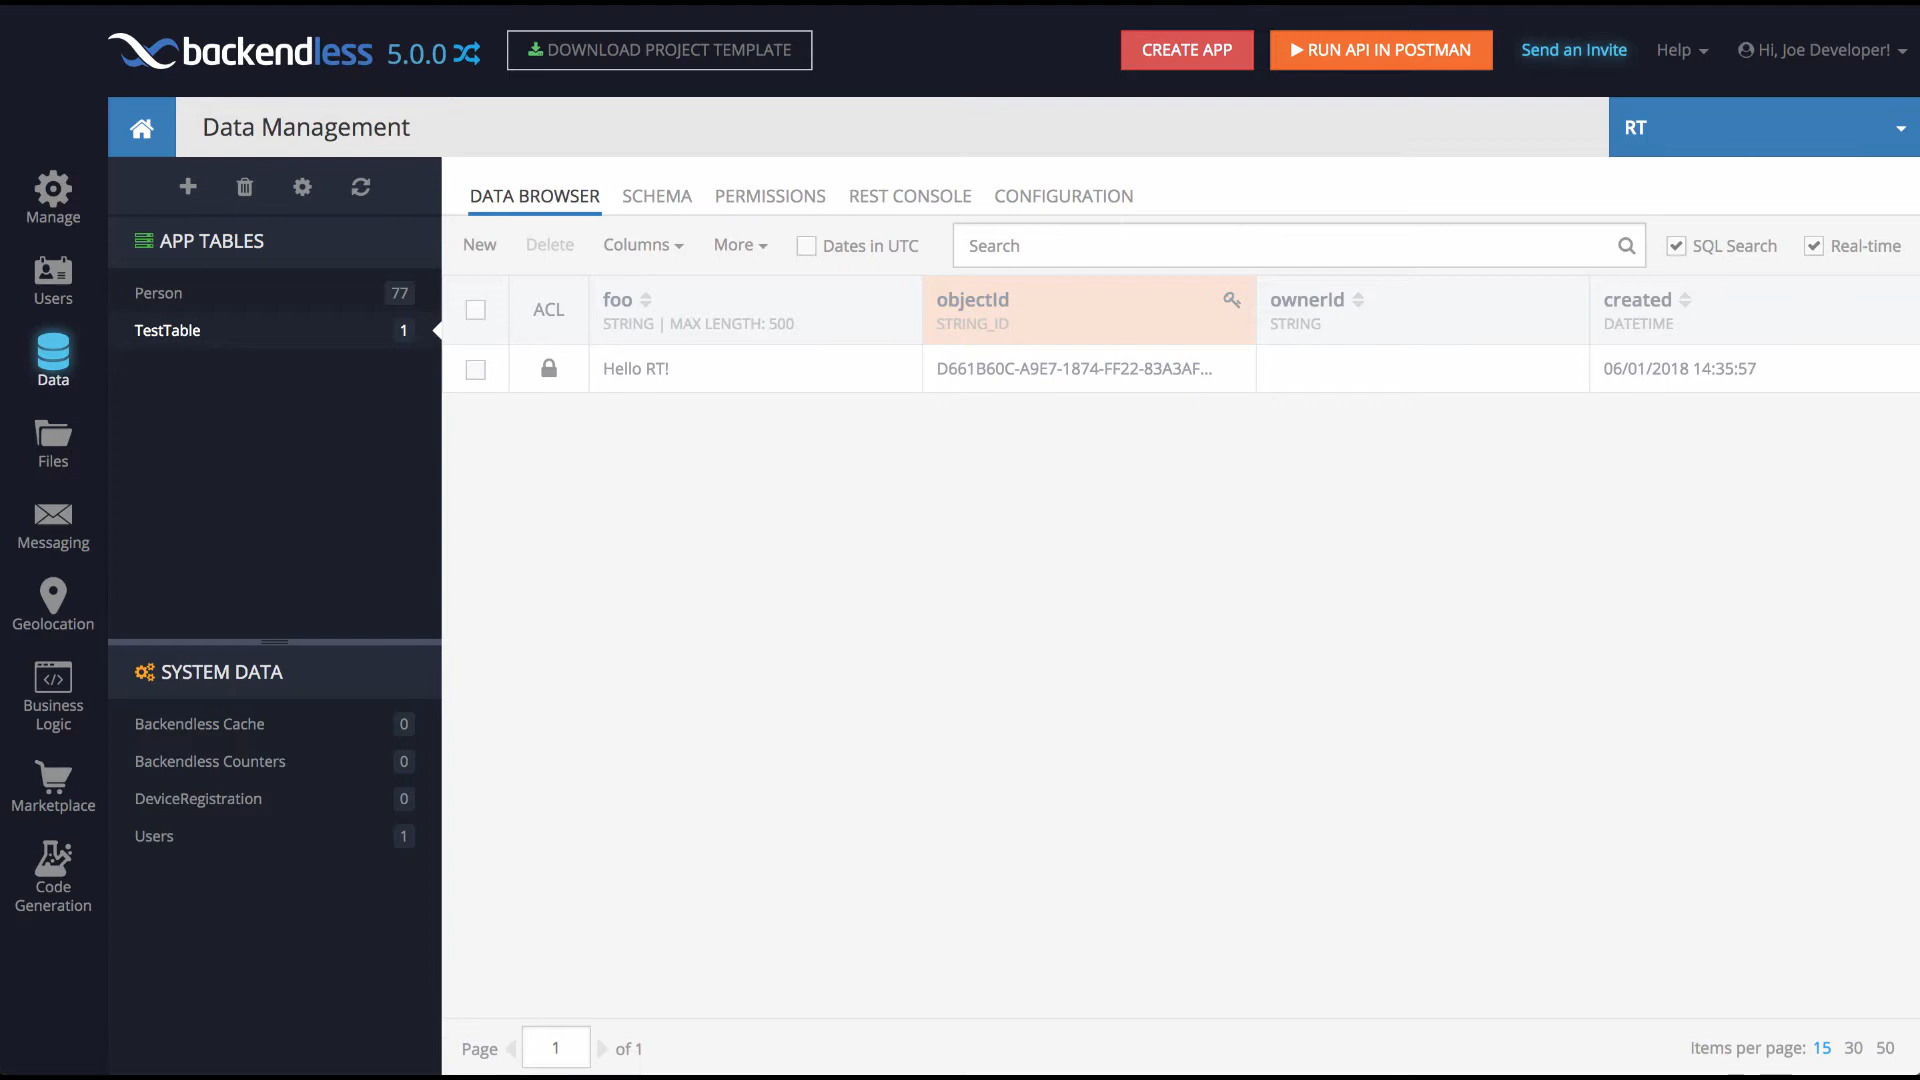 backendless 5.0.0 DOWNLOAD PROJECT TEMPLATE CREATE APP RUN API IN POSTMAN Send an Invite Help Hi, Joe Developer!
Data Management RT
Manage
Users
Data
Files
Messaging
Geolocation
Business
Logic
Marketplace
Code
Generation
APP TABLES
Person 77
TestTable 1
SYSTEM DATA
Backendless Cache 0
Backendless Counters 0
DeviceRegistration 0
Users 1
DATA BROWSER SCHEMA PERMISSIONS REST CONSOLE CONFIGURATION
New Delete Columns More Dates in UTC Search SQL Search Real-time
ACL foo objectId ownerId created
STRING | MAX LENGTH: 500 STRING_ID STRING DATETIME
Hello RT! D661B60C-A9E7-1874-FF22-83A3AF... 06/01/2018 14:35:57
Page 1 of 1 Items per page: 15 30 50